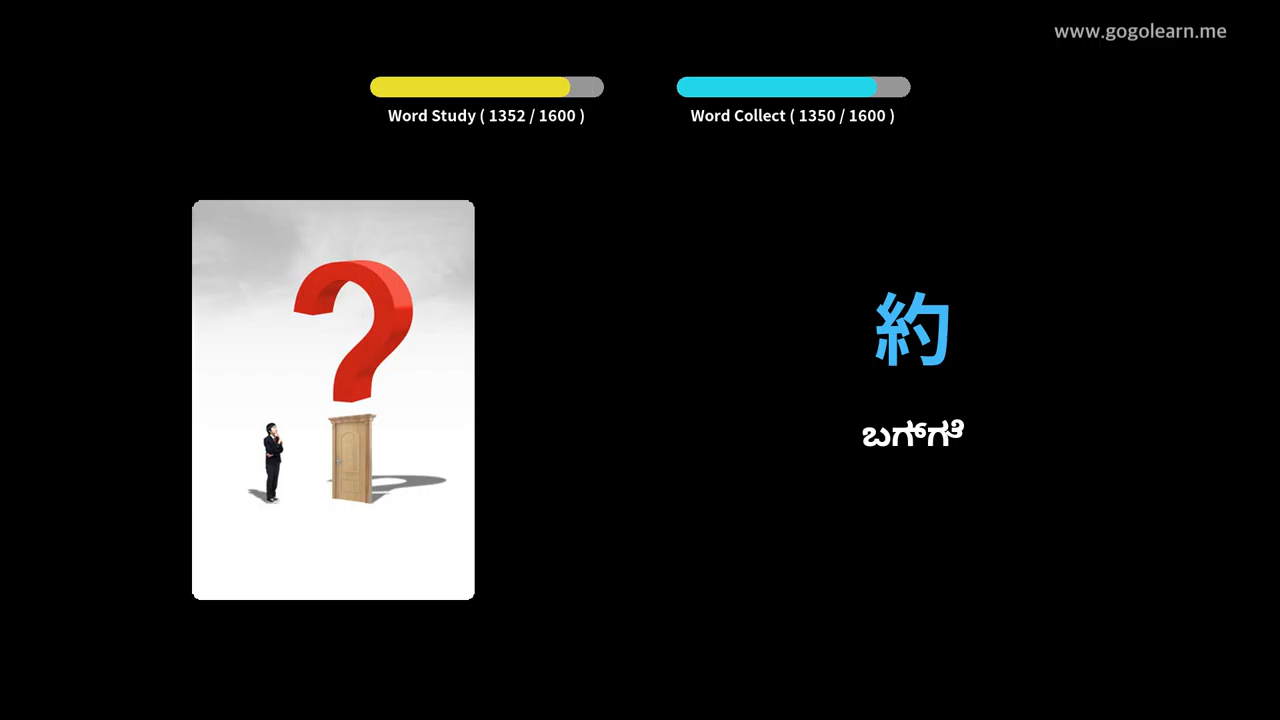 www.gogolearn.me
Word Study ( 1352 / 1600 )
Word Collect ( 1350 / 1600 )
約
ಬಗ್ಗೆ